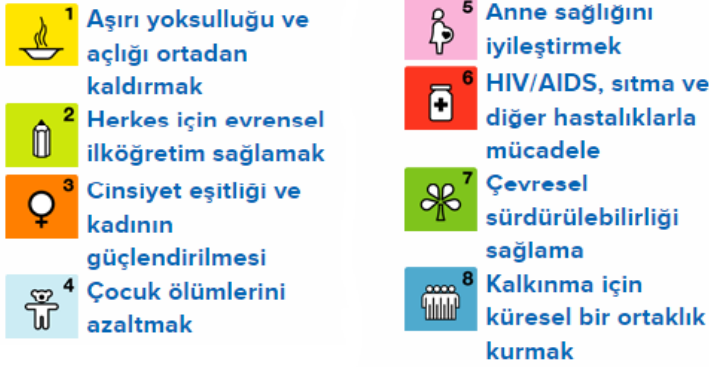 1 Aşırı yoksulluğu ve
açlığı ortadan
kaldırmak
2 Herkes için evrensel
ilköğretim sağlamak
3 Cinsiyet eşitliği ve
kadının
güçlendirilmesi
4 Çocuk ölümlerini
azaltmak
5 Anne sağlığını
iyileştirmek
6 HIV/AIDS, sıtma ve
diğer hastalıklarla
mücadele
7 Çevresel
sürdürülebilirliği
sağlama
8 Kalkınma için
küresel bir ortaklık
kurmak